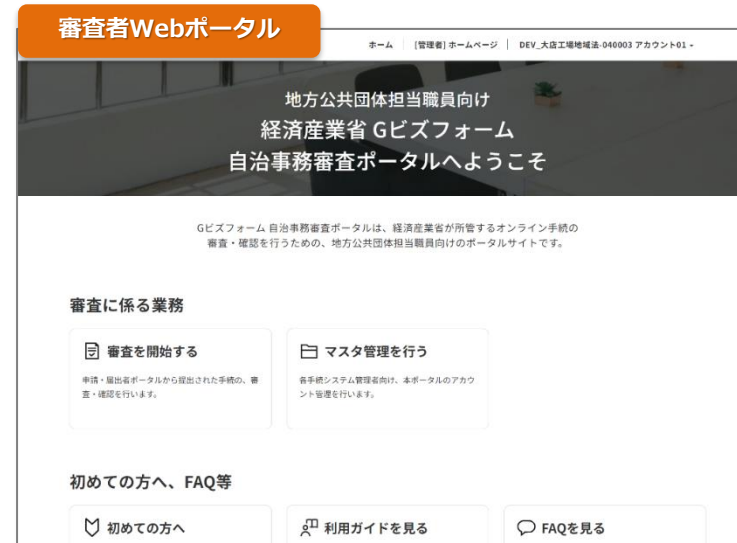 審査者Webポータル
ホーム
[管理者] ホームページ
DEV_大店工場地域法-040003 アカウント01
地方公共団体担当職員向け
経済産業省 Gビズフォーム
自治事務審査ポータルへようこそ
Gビズフォーム 自治事務審査ポータルは、経済産業省が所管するオンライン手続の
審査・確認を行うための、地方公共団体担当職員向けのポータルサイトです。
審査に係る業務
審査を開始する
申請・届出者ポータルから提出された手続の、審
査・確認を行います。
マスタ管理を行う
各手続システム管理者向け、本ポータルのアカウ
ント管理を行います。
初めての方へ、FAQ等
初めての方へ
利用ガイドを見る
FAQを見る